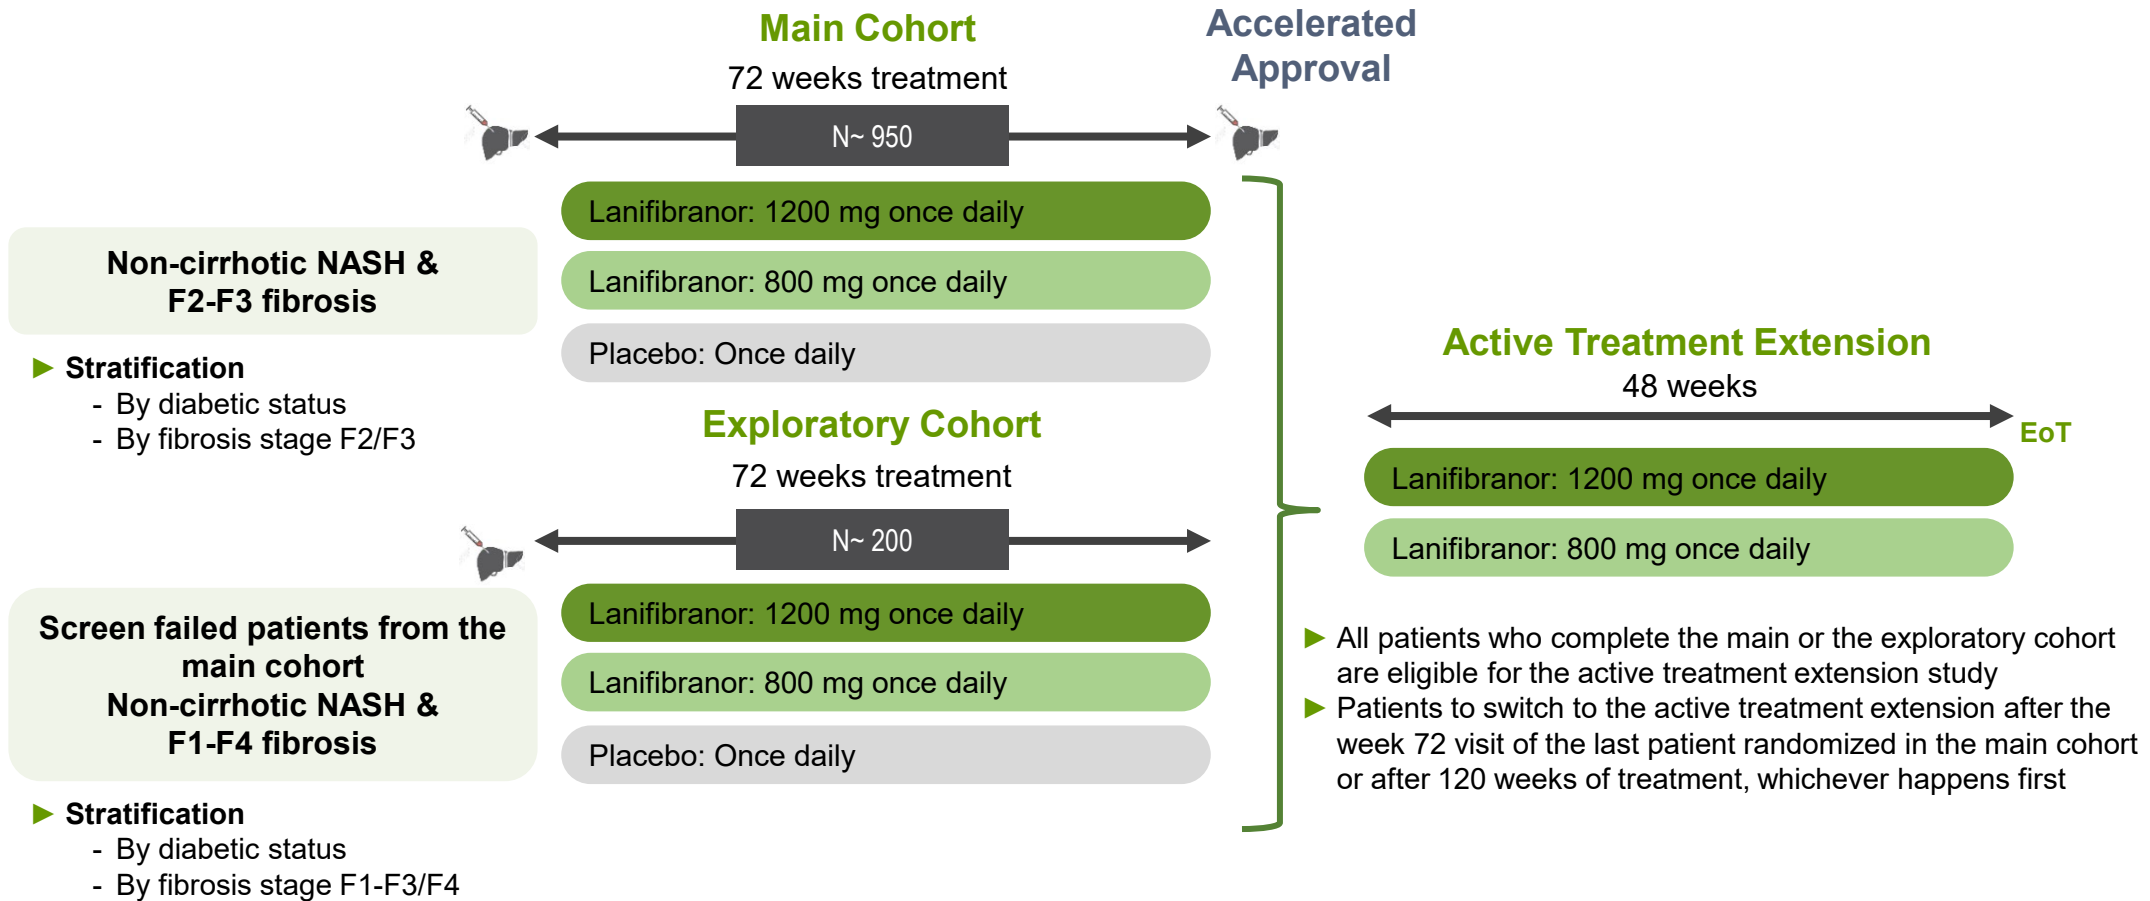 Main Cohort
72 weeks treatment
N~ 950
Accelerated
Approval
Lanifibranor: 1200 mg once daily
Lanifibranor: 800 mg once daily
Placebo: Once daily
Non-cirrhotic NASH &
F2-F3 fibrosis
► Stratification
- By diabetic status
- By fibrosis stage F2/F3
Exploratory Cohort
72 weeks treatment
N~ 200
Lanifibranor: 1200 mg once daily
Lanifibranor: 800 mg once daily
Placebo: Once daily
Screen failed patients from the
main cohort
Non-cirrhotic NASH &
F1-F4 fibrosis
► Stratification
- By diabetic status
- By fibrosis stage F1-F3/F4
Active Treatment Extension
48 weeks
EoT
Lanifibranor: 1200 mg once daily
Lanifibranor: 800 mg once daily
► All patients who complete the main or the exploratory cohort
are eligible for the active treatment extension study
► Patients to switch to the active treatment extension after the
week 72 visit of the last patient randomized in the main cohort
or after 120 weeks of treatment, whichever happens first